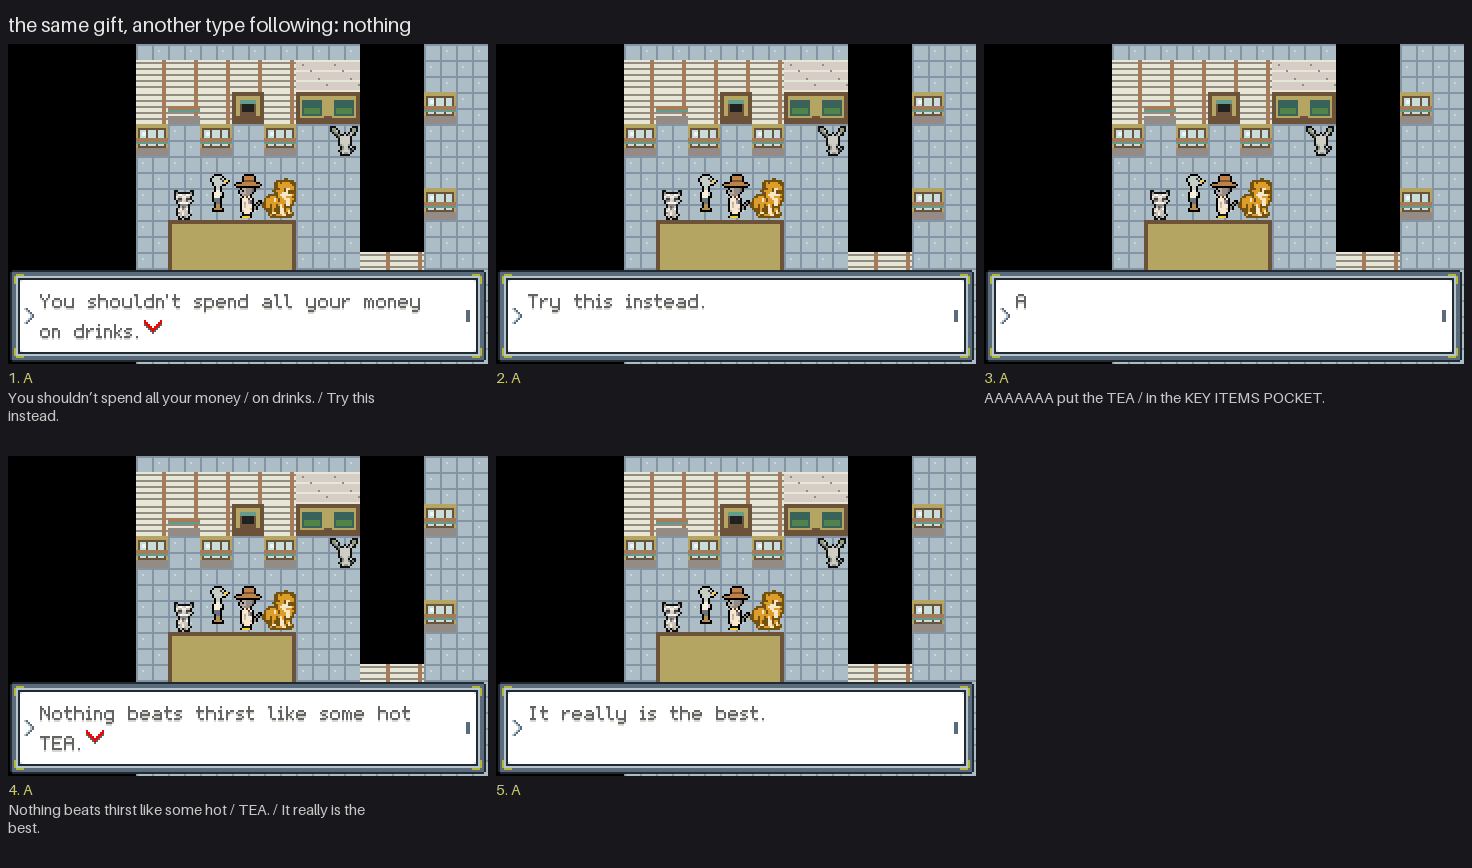 the same gift, another type following: nothing
You shouldn't spend all your money
on drinks.
Try this instead.
A
1. A
2. A
3. A
You shouldn’t spend all your money / on drinks. / Try this
instead.
AAAAAAA put the TEA / in the KEY ITEMS POCKET.
Nothing beats thirst like some hot
TEA.
It really is the best.
4. A
5. A
Nothing beats thirst like some hot / TEA. / It really is the
best.